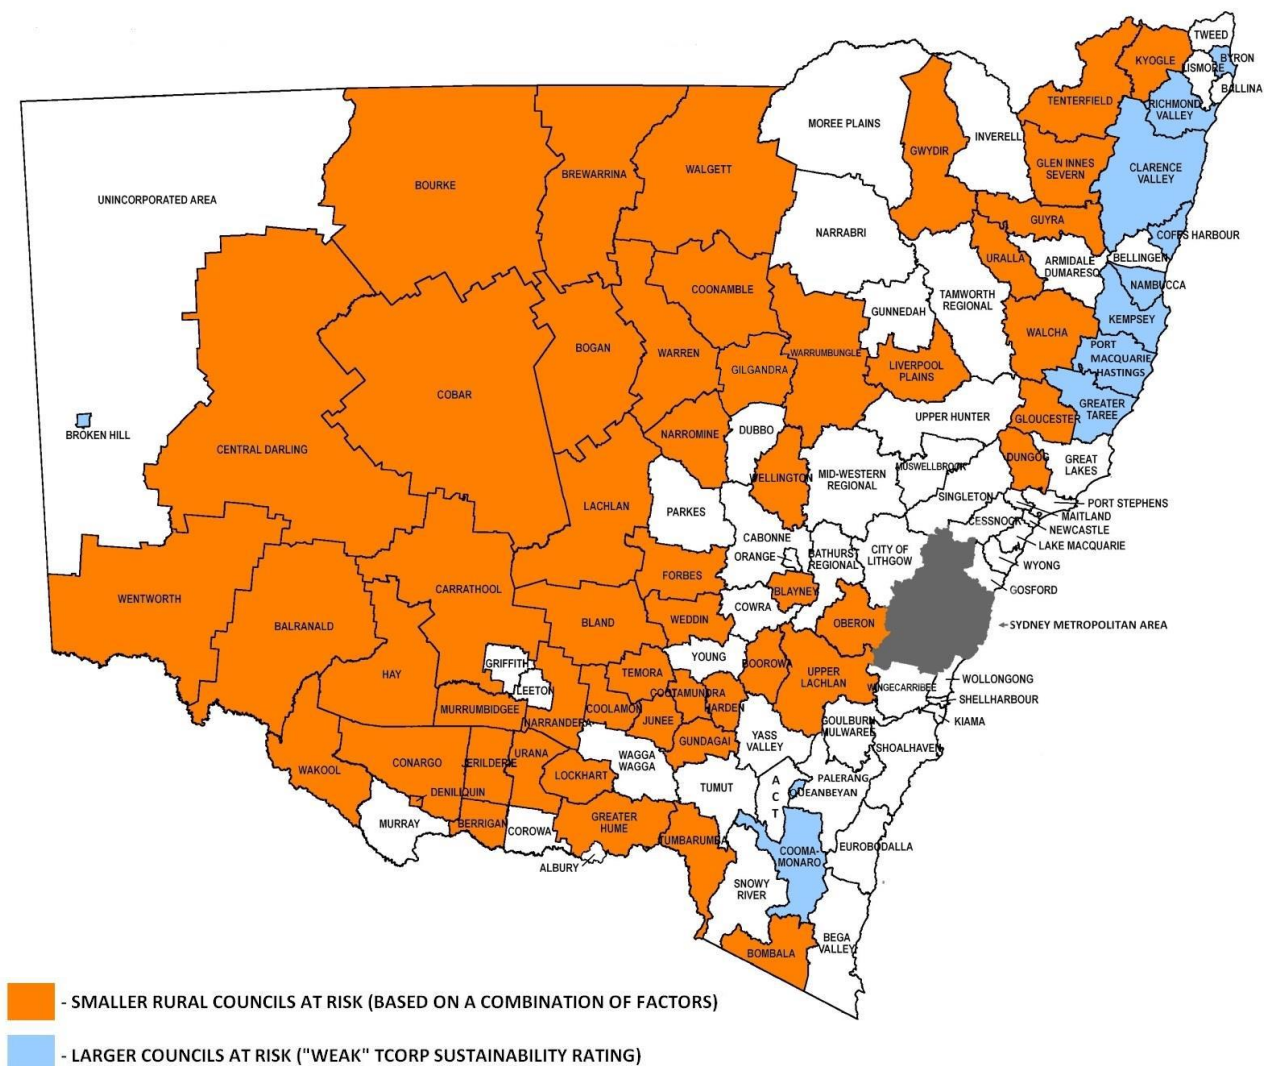 TWEED
KYOGLE
LISMORE
BYRON
BALLINA
TENTERFIELD
RICHMOND
VALLEY
MOREE PLAINS
INVERELL
GWYDIR
GLEN INNES
SEVERN
CLARENCE
VALLEY
WALGETT
BREWARRINA
BOURKE
UNINCORPORATED AREA
GUYRA
NARRABRI
COFFS HARBOUR
BELLINGEN
URALLA
ARMIDALE
DUMARESQ
NAMBUCCA
COONAMBLE
TAMWORTH
REGIONAL
GUNNEDAH
KEMPSEY
WALCHA
BOGAN
WARREN
WARRUMBUNGLE
PORT
MACQUARIE
HASTINGS
GILGANDRA
LIVERPOOL
PLAINS
COBAR
GREATER
TAREE
UPPER HUNTER
GLOUCESTER
BROKEN HILL
NARROMINE
DUBBO
CENTRAL DARLING
DUNGOG
GREAT
LAKES
MUSWELLBROOK
MID-WESTERN
REGIONAL
WELLINGTON
SINGLETON
LACHLAN
PARKES
PORT STEPHENS
MAITLAND
CESSNOCK
NEWCASTLE
CABONNE
LAKE MACQUARIE
ORANGE
BATHURST
REGIONAL
CITY OF
LITHGOW
WYONG
FORBES
GOSFORD
CARRATHOOL
BLAYNEY
WENTWORTH
COWRA
WEDDIN
BLAND
OBERON
SYDNEY METROPOLITAN AREA
BALRANALD
YOUNG
GRIFFITH
BOOROWA
UPPER
LACHLAN
HAY
TEMORA
WOLLONGONG
LEETON
COOTAMUNDRA
WINGECARRIBEE
SHELLHARBOUR
MURRUMBIDGEE
COOLAMON
HARDEN
NARRANDERA
JUNEE
GOULBURN
MULWAREE
KIAMA
GUNDAGAI
YASS
VALLEY
SHOALHAVEN
URANA
WAGGA
WAGGA
WAKOOL
CONARGO
JERILDERIE
LOCKHART
PALERANG
A
C
T
QUEANBEYAN
TUMUT
DENILIQUIN
MURRAY
BERRIGAN
COROWA
GREATER
HUME
TUMBARUMBA
EUROBODALLA
COOMA-
MONARO
ALBURY
SNOWY
RIVER
BEGA
VALLEY
BOMBALA
- SMALLER RURAL COUNCILS AT RISK (BASED ON A COMBINATION OF FACTORS)
- LARGER COUNCILS AT RISK ("WEAK" TCORP SUSTAINABILITY RATING)